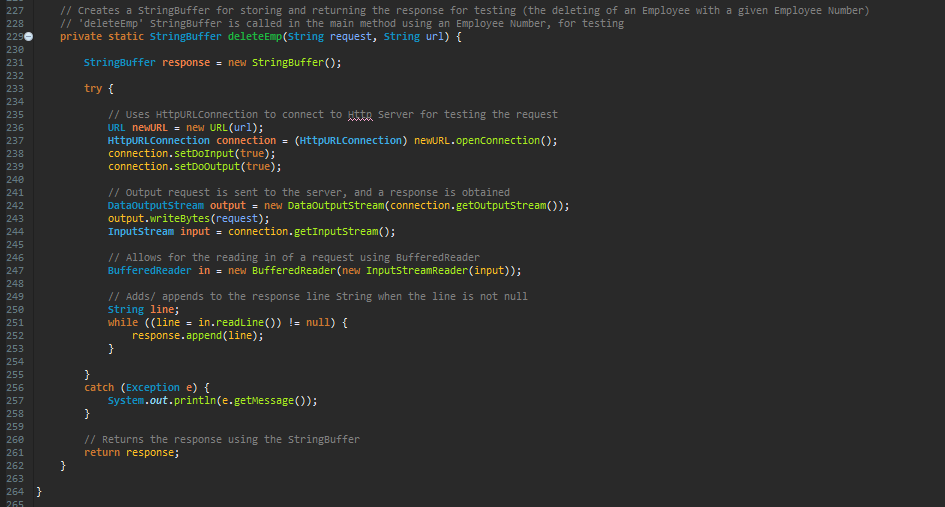 227 // Creates a StringBuffer for storing and returning the response for testing (the deleting of an Employee with a given Employee Number)
228 // 'deleteEmp' StringBuffer is called in the main method using an Employee Number, for testing
229 private static StringBuffer deleteEmp(String request, String url) {
230
231 StringBuffer response = new StringBuffer();
232
233 try {
234
235 // Uses HttpURLConnection to connect to Http Server for testing the request
236 URL newURL = new URL(url);
237 HttpURLConnection connection = (HttpURLConnection) newURL.openConnection();
238 connection.setDoInput(true);
239 connection.setDoOutput(true);
240
241 // Output request is sent to the server, and a response is obtained
242 DataOutputStream output = new DataOutputStream(connection.getOutputStream());
243 output.writeBytes(request);
244 InputStream input = connection.getInputStream();
245
246 // Allows for the reading in of a request using BufferedReader
247 BufferedReader in = new BufferedReader(new InputStreamReader(input));
248
249 // Adds/ appends to the response line String when the line is not null
250 String line;
251 while ((line = in.readLine()) != null) {
252 response.append(line);
253 }
254
255 }
256 catch (Exception e) {
257 System.out.println(e.getMessage());
258 }
259
260 // Returns the response using the StringBuffer
261 return response;
262 }
263
264 }
265